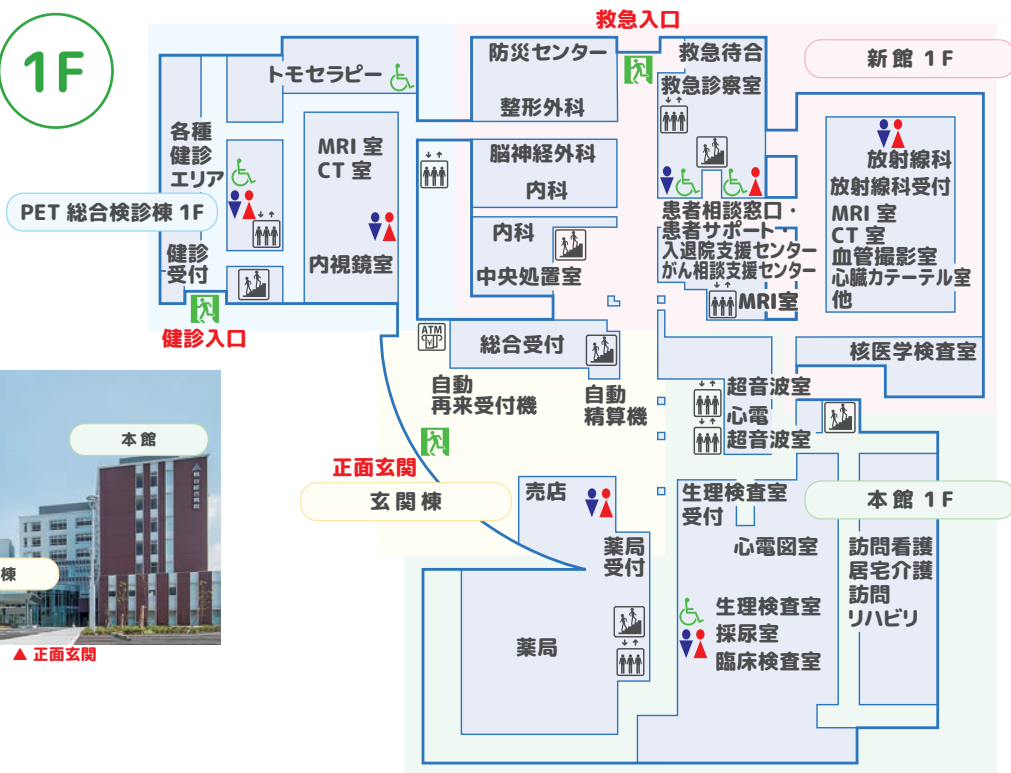 1F
救急入口
防災センター
整形外科
救急待合
救急診察室
新館 1F
トモセラピー
各種
健診
エリア
MRI 室
CT 室
脳神経外科
内科
放射線科
放射線科受付
MRI 室
CT 室
血管撮影室
心臓カテーテル室
他
PET 総合検診棟 1F
患者相談窓口・
患者サポート・
入退院支援センター
がん相談支援センター
内科
中央処置室
健診
受付
内視鏡室
MRI室
健診入口
ATM
総合受付
核医学検査室
自動
再来受付機
自動
精算機
超音波室
心電
超音波室
本館
正面玄関
玄関棟
売店
生理検査室
受付
本館 1F
薬局
受付
心電図室
訪問看護
居宅介護
訪問
リハビリ
棟
生理検査室
採尿室
臨床検査室
薬局
▲ 正面玄関